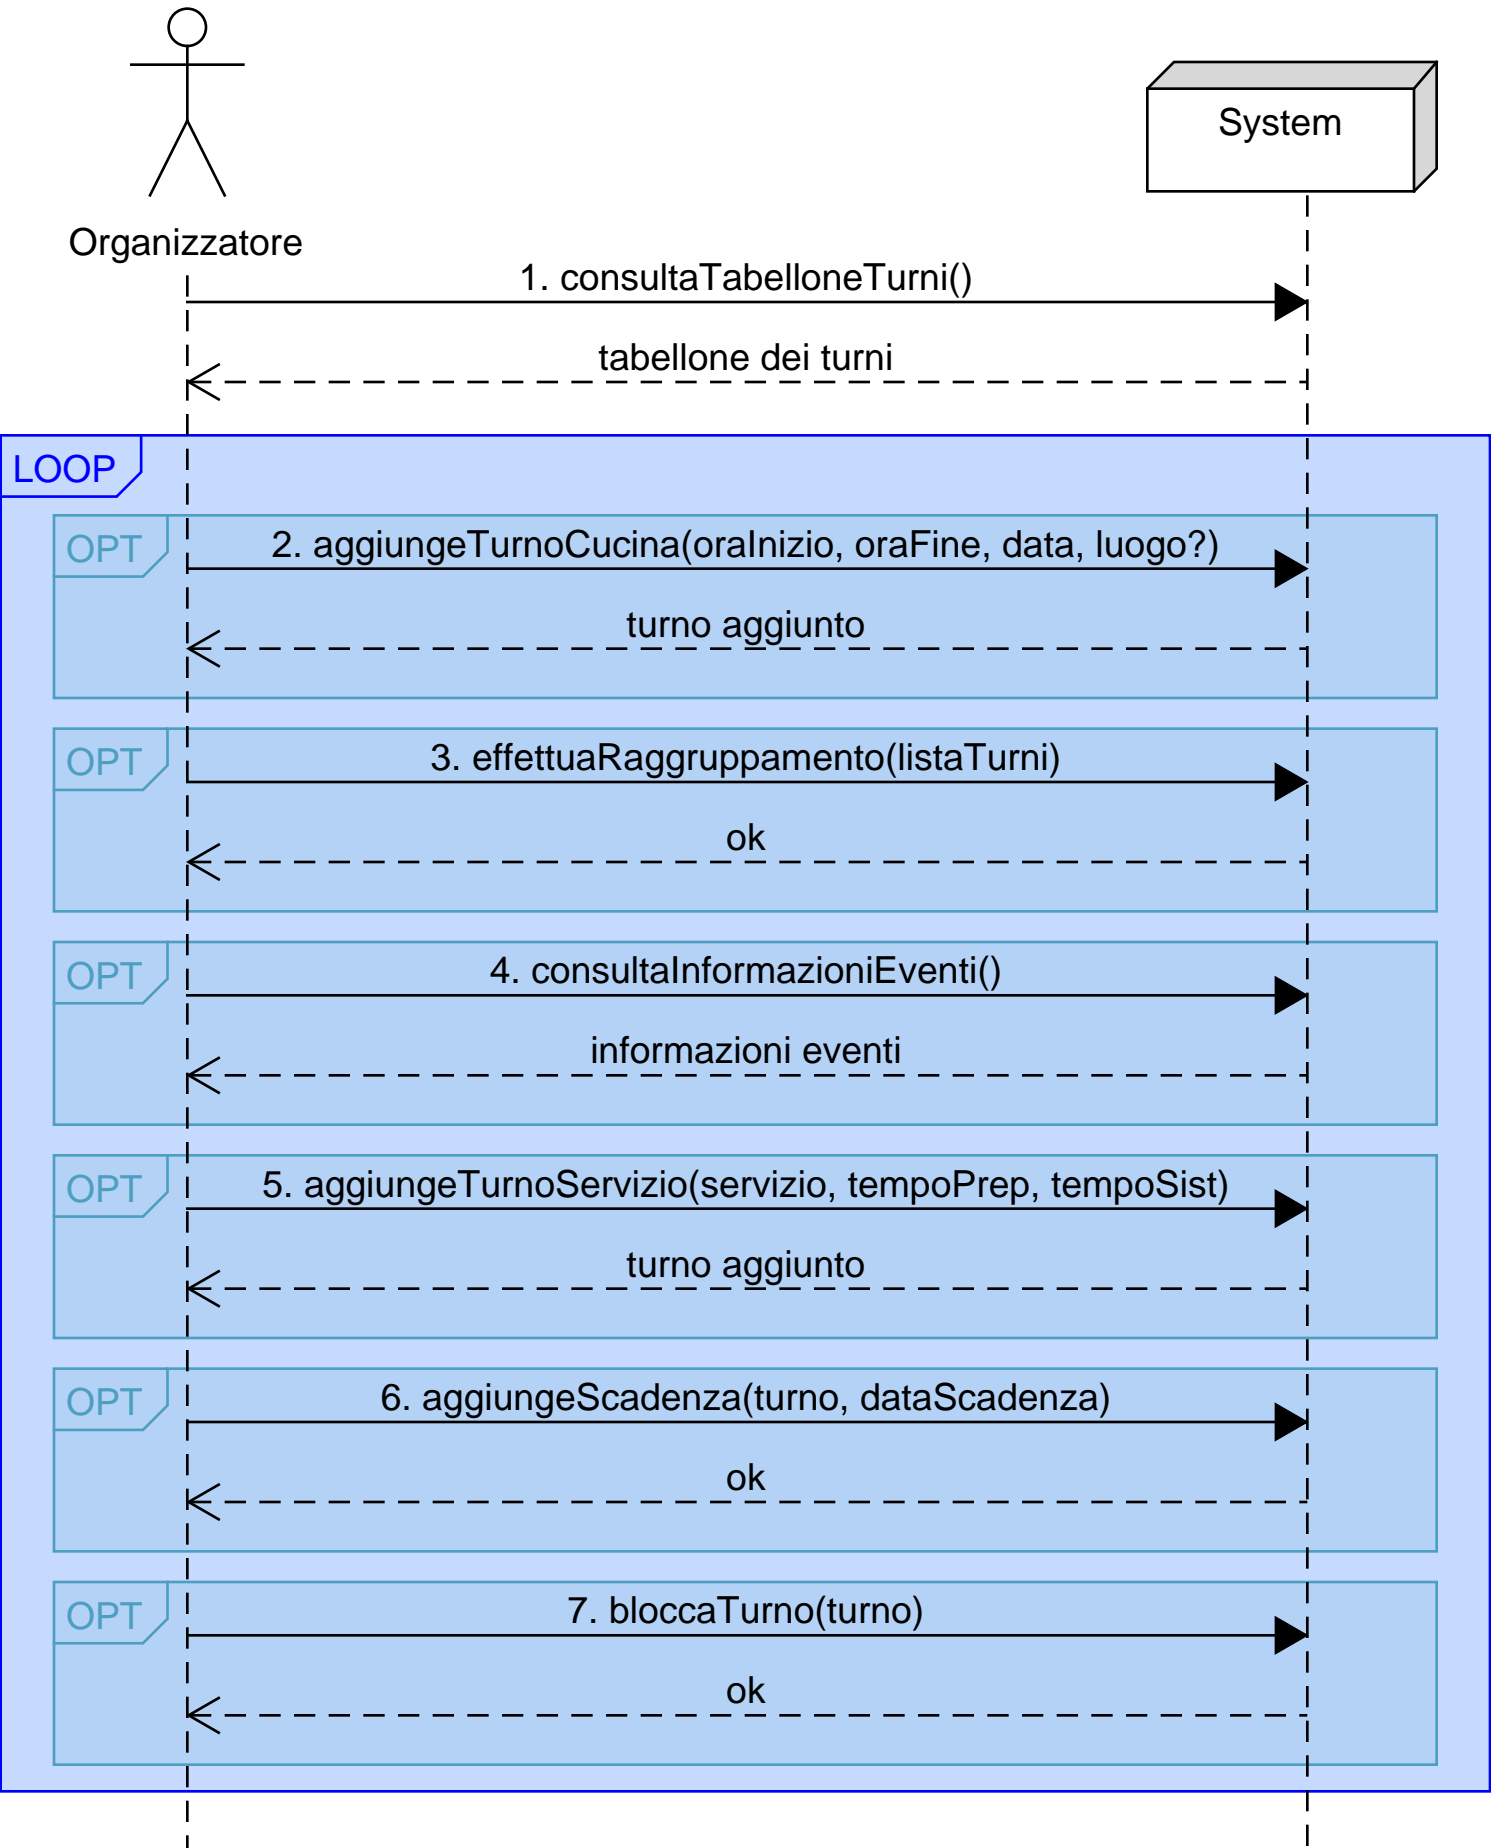 System
Organizzatore
1. consultaTabelloneTurni()
tabellone dei turni
LOOP
OPT
2. aggiungeTurnoCucina(oraInizio, oraFine, data, luogo?)
turno aggiunto
OPT
3. effettuaRaggruppamento(listaTurni)
ok
OPT
4. consultaInformazioniEventi()
informazioni eventi
OPT
5. aggiungeTurnoServizio(servizio, tempoPrep, tempoSist)
turno aggiunto
OPT
6. aggiungeScadenza(turno, dataScadenza)
ok
OPT
7. bloccaTurno(turno)
ok